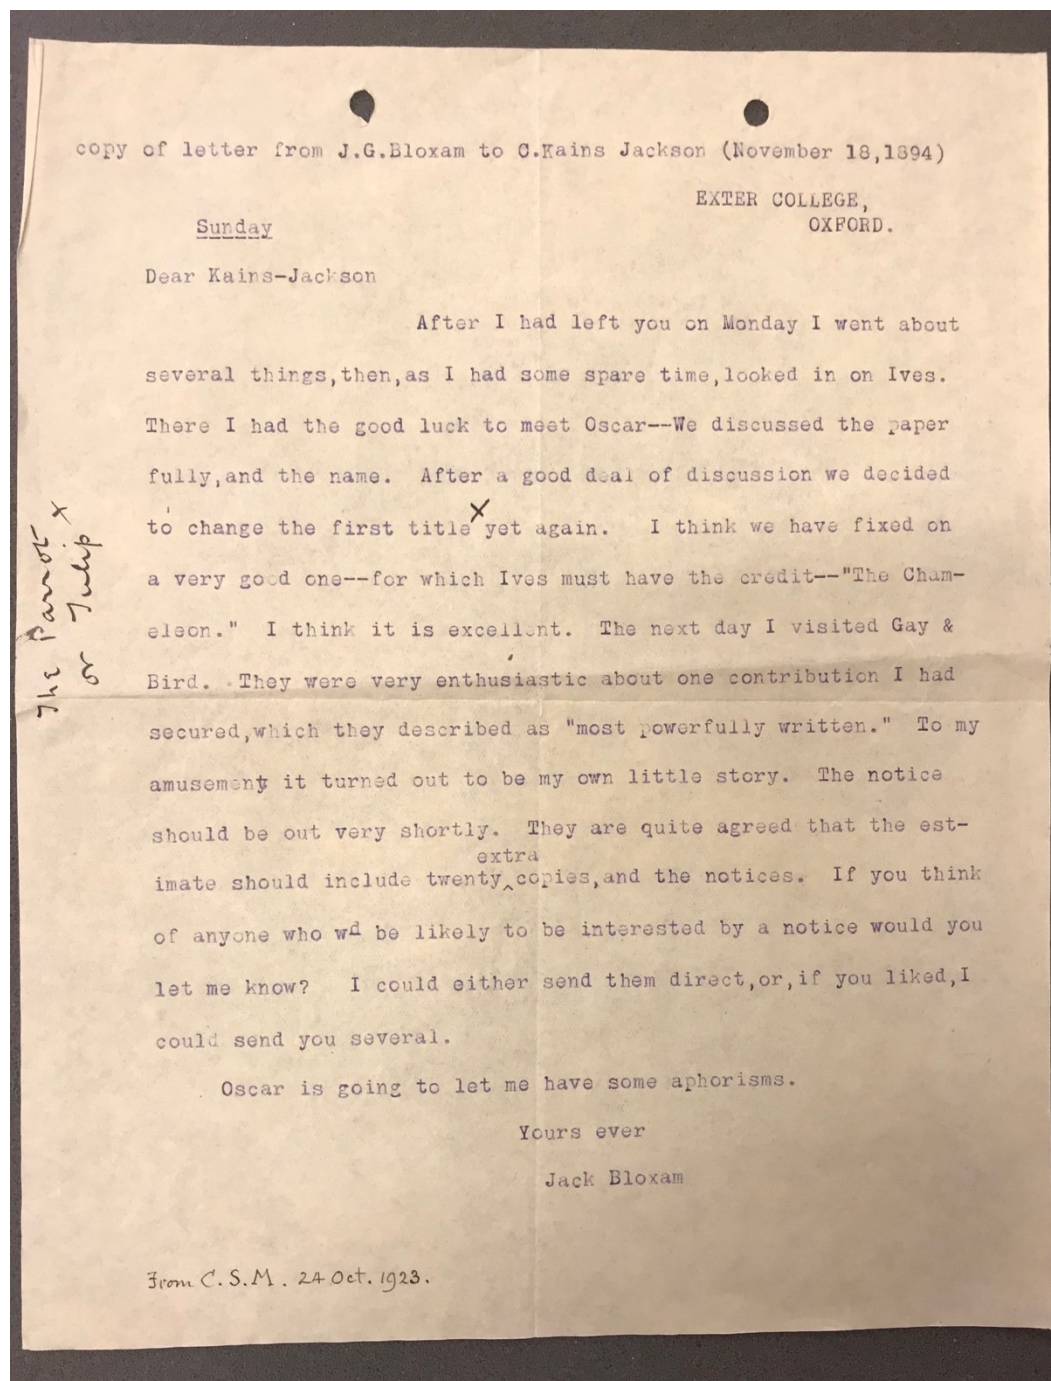 copy of letter from J.G.Bloxam to C.Kains Jackson (November 18,1894)
EXTER COLLEGE,
OXFORD.
Sunday
Dear Kains-Jackson
After I had left you on Monday I went about
several things,then,as I had some spare time,looked in on Ives.
There I had the good luck to meet Oscar--We discussed the paper
fully,and the name. After a good deal of discussion we decided
to change the first title x yet again. I think we have fixed on
a very good one--for which Ives must have the credit--"The Cham-
eleon." I think it is excellent. The next day I visited Gay &
Bird. They were very enthusiastic about one contribution I had
secured,which they described as "most powerfully written." To my
amusement it turned out to be my own little story. The notice
should be out very shortly. They are quite agreed that the est-
extra
imate should include twenty‸copies,and the notices. If you think
of anyone who wd be likely to be interested by a notice would you
let me know? I could either send them direct,or,if you liked,I
could send you several.
Oscar is going to let me have some aphorisms.
Yours ever
Jack Bloxam
From C.S.M. 24 Oct. 1923.
The Parrot
or Tulip x